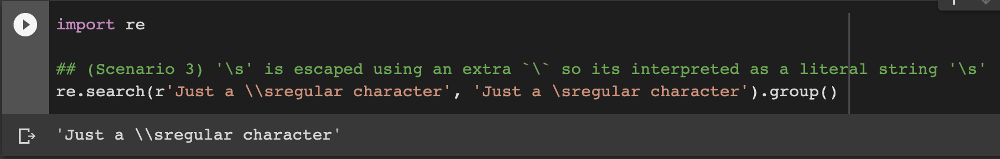 import re
## (Scenario 3) '\s' is escaped using an extra `\` so its interpreted as a literal string '\s'
re.search(r'Just a \\sregular character', 'Just a \sregular character').group()
'Just a \\sregular character'